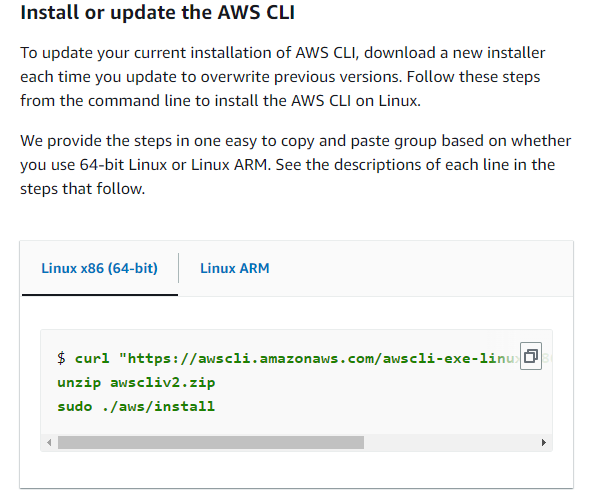 Install or update the AWS CLI
To update your current installation of AWS CLI, download a new installer
each time you update to overwrite previous versions. Follow these steps
from the command line to install the AWS CLI on Linux.
We provide the steps in one easy to copy and paste group based on whether
you use 64-bit Linux or Linux ARM. See the descriptions of each line in the
steps that follow.
Linux x86 (64-bit) Linux ARM
$ curl "https://awscli.amazonaws.com/awscli-exe-linu
unzip awscliv2.zip
sudo ./aws/install